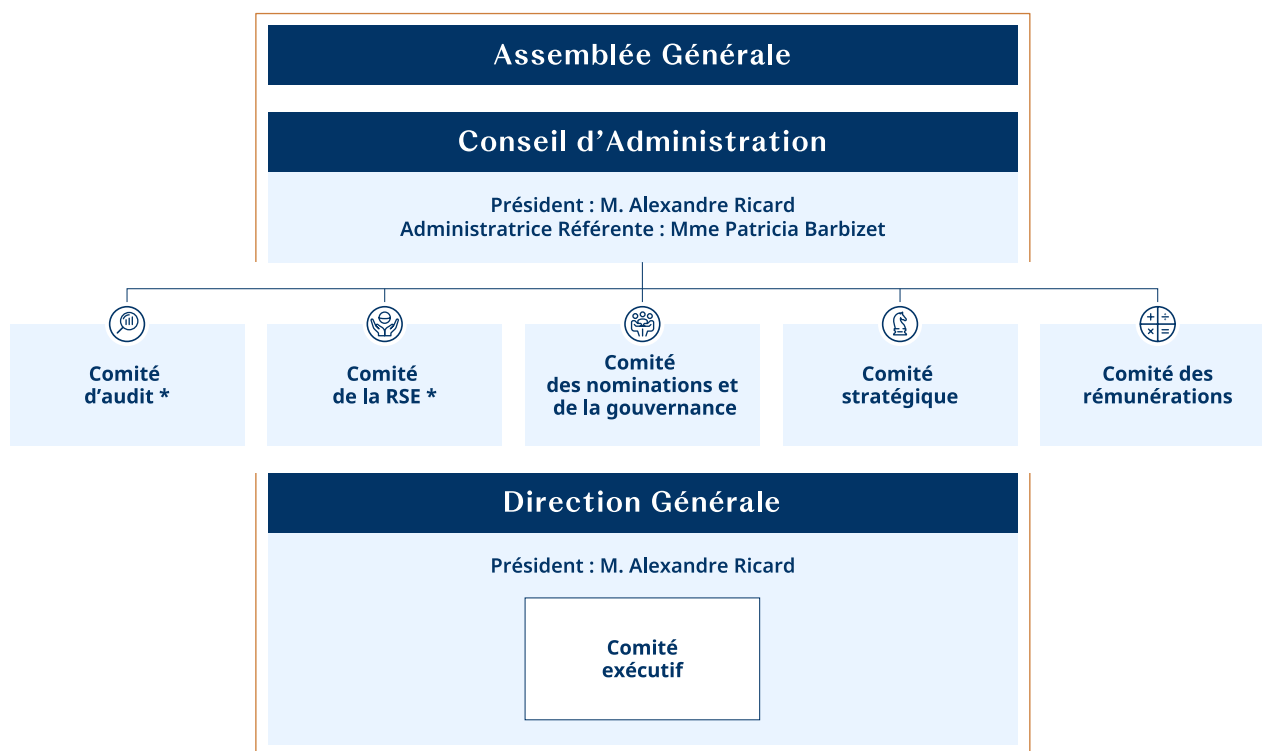 Assemblée Générale
Conseil d’Administration
Président : M. Alexandre Ricard
Administratrice Référente : Mme Patricia Barbizet
Comité
d’audit *
Comité
de la RSE *
Comité
des nominations et
de la gouvernance
Comité
stratégique
Comité des
rémunérations
Direction Générale
Président : M. Alexandre Ricard
Comité
exécutif